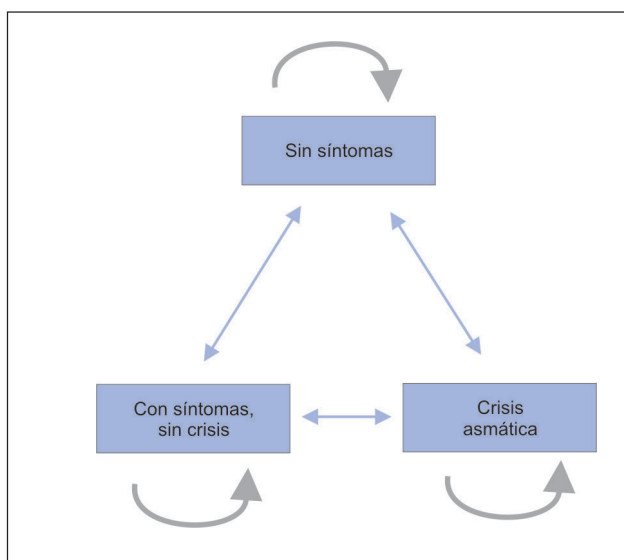 Sin síntomas
Con síntomas,
sin crisis
Crisis
asmática